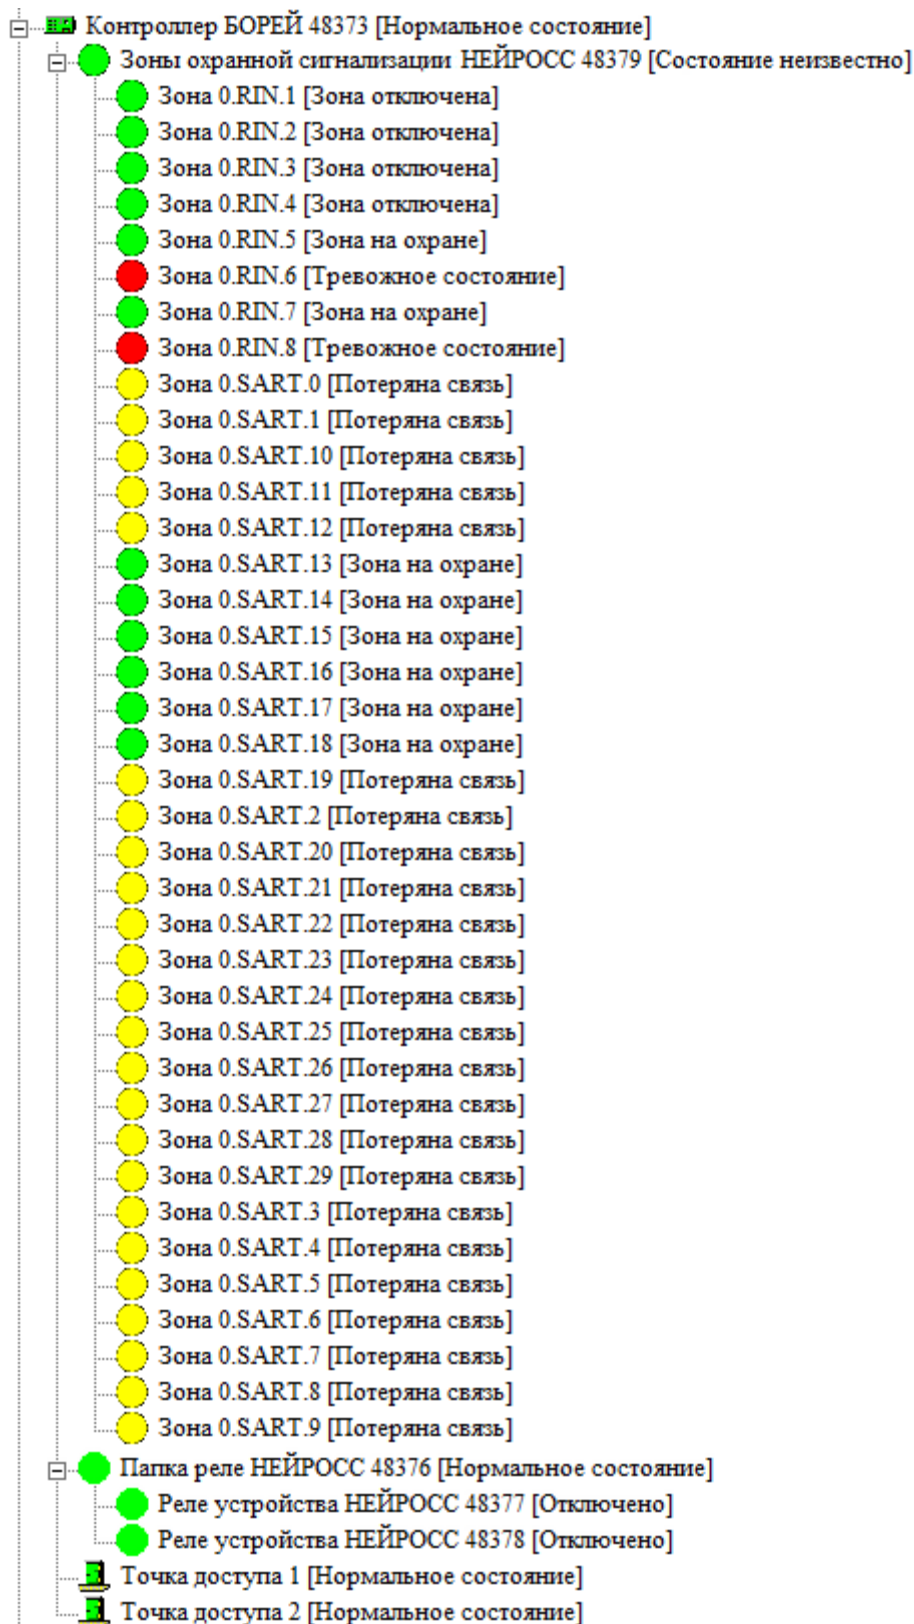 Контроллер БОРЕЙ 48373 [Нормальное состояние]
Зоны охранной сигнализации НЕЙРОСС 48379 [Состояние неизвестно]
Зона 0.RIN.1 [Зона отключена]
Зона 0.RIN.2 [Зона отключена]
Зона 0.RIN.3 [Зона отключена]
Зона 0.RIN.4 [Зона отключена]
Зона 0.RIN.5 [Зона на охране]
Зона 0.RIN.6 [Тревожное состояние]
Зона 0.RIN.7 [Зона на охране]
Зона 0.RIN.8 [Тревожное состояние]
Зона 0.SART.0 [Потеряна связь]
Зона 0.SART.1 [Потеряна связь]
Зона 0.SART.10 [Потеряна связь]
Зона 0.SART.11 [Потеряна связь]
Зона 0.SART.12 [Потеряна связь]
Зона 0.SART.13 [Зона на охране]
Зона 0.SART.14 [Зона на охране]
Зона 0.SART.15 [Зона на охране]
Зона 0.SART.16 [Зона на охране]
Зона 0.SART.17 [Зона на охране]
Зона 0.SART.18 [Зона на охране]
Зона 0.SART.19 [Потеряна связь]
Зона 0.SART.2 [Потеряна связь]
Зона 0.SART.20 [Потеряна связь]
Зона 0.SART.21 [Потеряна связь]
Зона 0.SART.22 [Потеряна связь]
Зона 0.SART.23 [Потеряна связь]
Зона 0.SART.24 [Потеряна связь]
Зона 0.SART.25 [Потеряна связь]
Зона 0.SART.26 [Потеряна связь]
Зона 0.SART.27 [Потеряна связь]
Зона 0.SART.28 [Потеряна связь]
Зона 0.SART.29 [Потеряна связь]
Зона 0.SART.3 [Потеряна связь]
Зона 0.SART.4 [Потеряна связь]
Зона 0.SART.5 [Потеряна связь]
Зона 0.SART.6 [Потеряна связь]
Зона 0.SART.7 [Потеряна связь]
Зона 0.SART.8 [Потеряна связь]
Зона 0.SART.9 [Потеряна связь]
Папка реле НЕЙРОСС 48376 [Нормальное состояние]
Реле устройства НЕЙРОСС 48377 [Отключено]
Реле устройства НЕЙРОСС 48378 [Отключено]
Точка доступа 1 [Нормальное состояние]
Точка доступа 2 [Нормальное состояние]